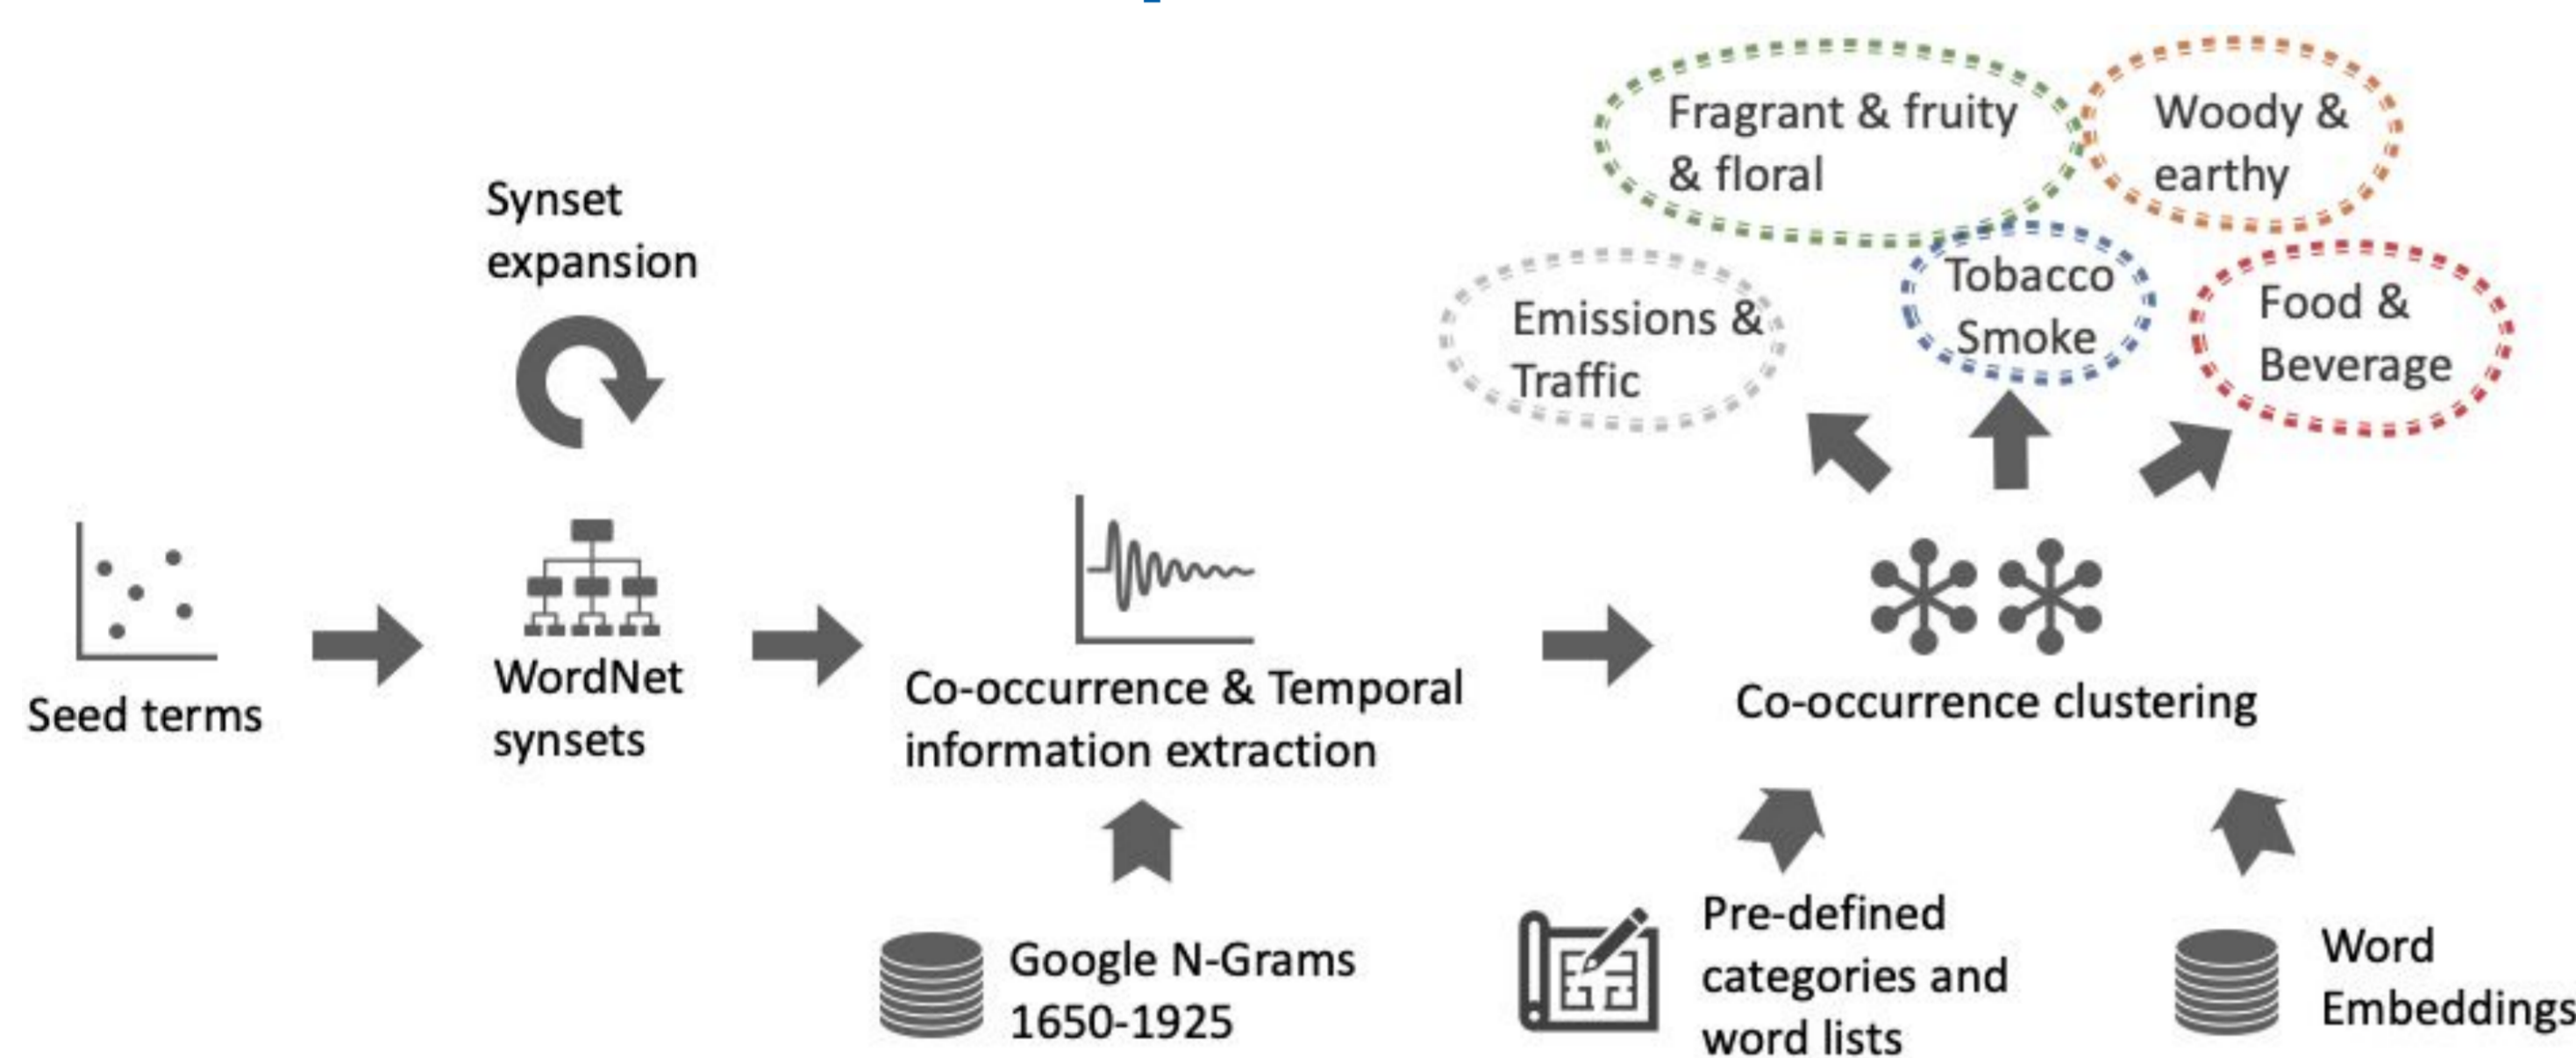 Fragrant & fruity
& floral
Woody &
earthy
Synset
expansion
Emissions &
Traffic
Tobacco
Smoke
Food &
Beverage
Seed terms
WordNet
synsets
Co-occurrence & Temporal
information extraction
Co-occurrence clustering
Google N-Grams
1650-1925
Pre-defined
categories and
word lists
Word
Embeddings